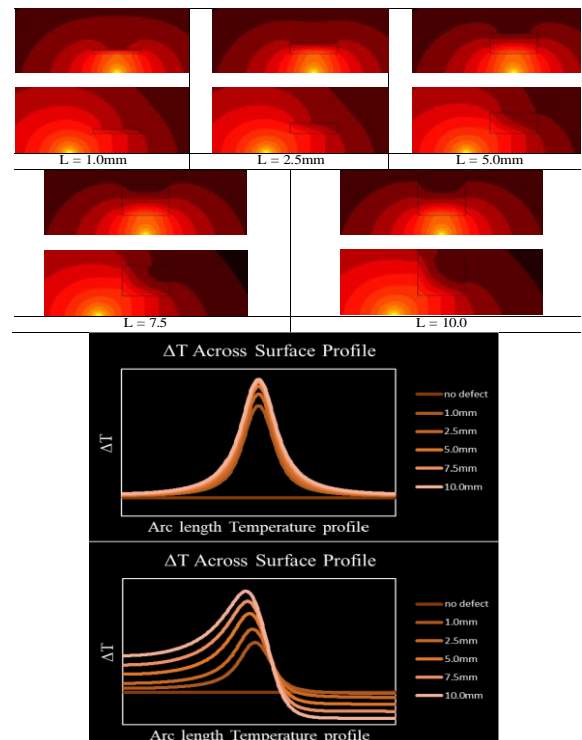 L = 1.0mm
L = 2.5mm
L = 5.0mm
L = 7.5
L = 10.0
ΔT Across Surface Profile
ΔT
no defect
1.0mm
2.5mm
5.0mm
7.5mm
10.0mm
Arc length Temperature profile
ΔT Across Surface Profile
ΔT
no defect
1.0mm
2.5mm
5.0mm
7.5mm
10.0mm
Arc length Temperature profile